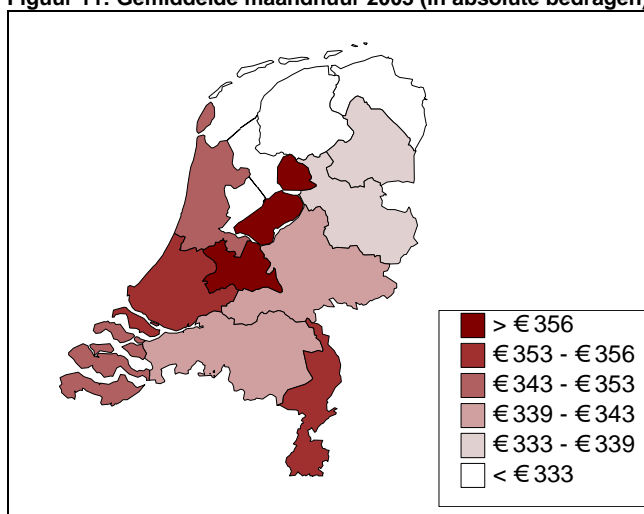 Figuur 11: Gemiddelde maandhuur 2005 (in absolute bedragen)
> € 356
€ 353 - € 356
€ 343 - € 353
€ 339 - € 343
€ 333 - € 339
< € 333